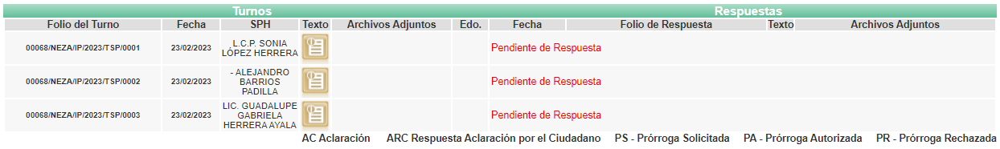 Turnos Respuestas
Folio del Turno Fecha SPH Texto Archivos Adjuntos Edo. Fecha Folio de Respuesta Texto Archivos Adjuntos
00068/NEZA/IP/2023/TSP/0001 23/02/2023 L.C.P. SONIA LÓPEZ HERRERA Pendiente de Respuesta
00068/NEZA/IP/2023/TSP/0002 23/02/2023 - ALEJANDRO BARRIOS PADILLA Pendiente de Respuesta
00068/NEZA/IP/2023/TSP/0003 23/02/2023 LIC. GUADALUPE GABRIELA HERRERA AYALA Pendiente de Respuesta
AC Aclaración ARC Respuesta Aclaración por el Ciudadano PS - Prórroga Solicitada PA - Prórroga Autorizada PR - Prórroga Rechazada